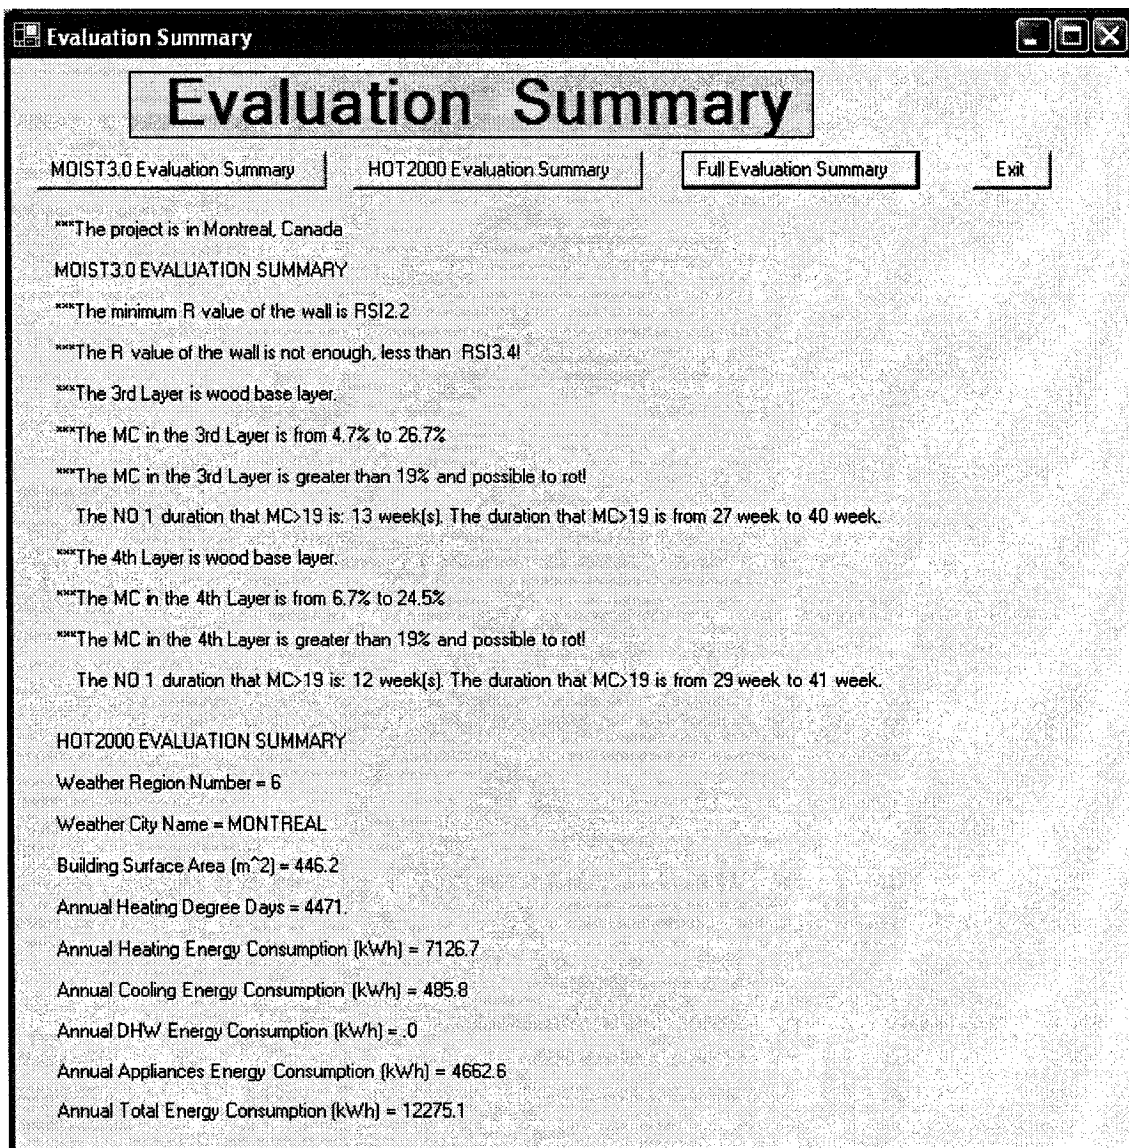 Evaluation Summary
Evaluation Summary
MOIST3.0 Evaluation Summary HOT2000 Evaluation Summary Full Evaluation Summary Exit
***The project is in Montreal, Canada
MOIST3.0 EVALUATION SUMMARY
***The minimum R value of the wall is RSI2.2
***The R value of the wall is not enough, less than RSI3.4!
***The 3rd Layer is wood base layer.
***The MC in the 3rd Layer is from 4.7% to 26.7%
***The MC in the 3rd Layer is greater than 19% and possible to rot!
The NO 1 duration that MC>19 is: 13 week(s). The duration that MC>19 is from 27 week to 40 week.
***The 4th Layer is wood base layer.
***The MC in the 4th Layer is from 6.7% to 24.5%
***The MC in the 4th Layer is greater than 19% and possible to rot!
The NO 1 duration that MC>19 is: 12 week(s). The duration that MC>19 is from 29 week to 41 week.
HOT2000 EVALUATION SUMMARY
Weather Region Number = 6
Weather City Name = MONTREAL
Building Surface Area (m^2) = 446.2
Annual Heating Degree Days = 4471.
Annual Heating Energy Consumption (kWh) = 7126.7
Annual Cooling Energy Consumption (kWh) = 485.8
Annual DHW Energy Consumption (kWh) = .0
Annual Appliances Energy Consumption (kWh) = 4662.6
Annual Total Energy Consumption (kWh) = 12275.1